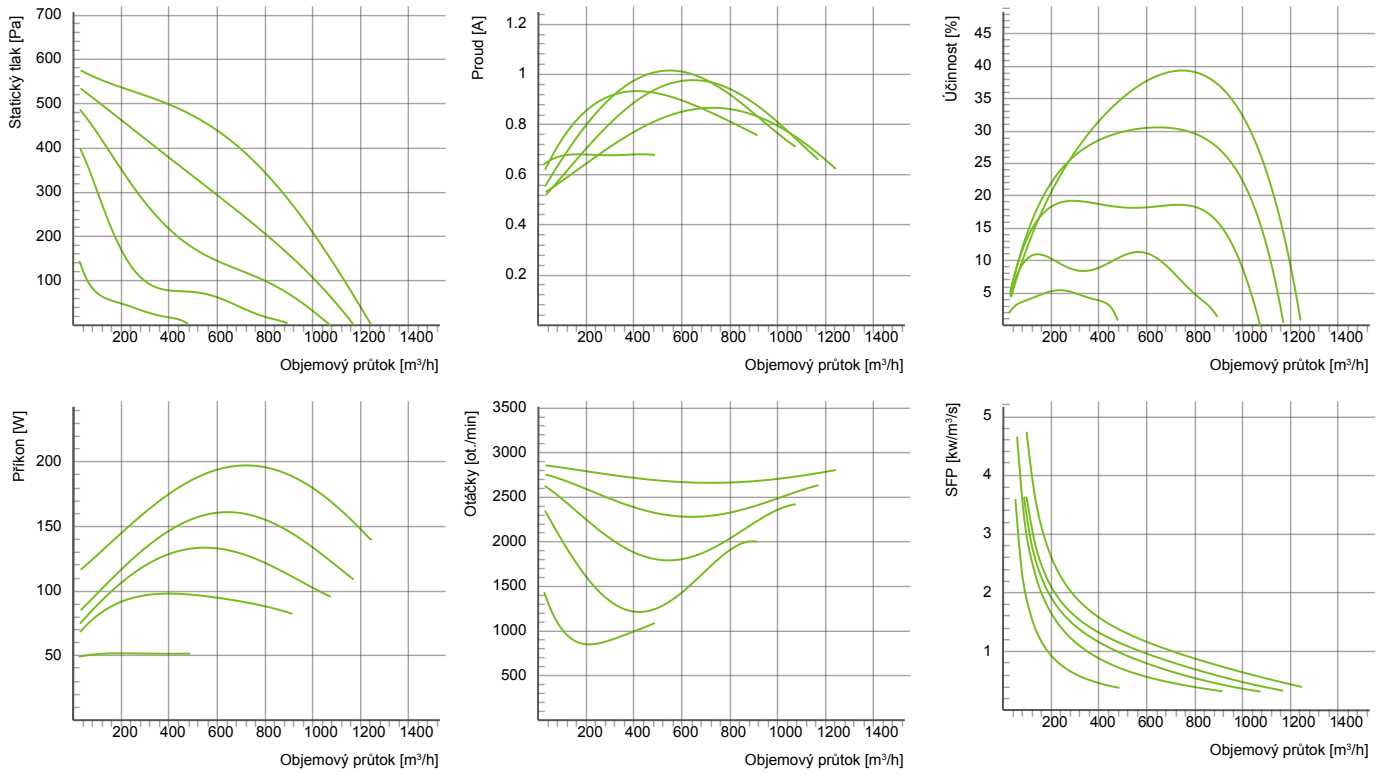 Statický tlak [Pa]
700
600
500
400
300
200
100
200 400 600 800 1000 1200 1400
Objemový průtok [m³/h]
Proud [A]
1.2
1
0.8
0.6
0.4
0.2
200 400 600 800 1000 1200 1400
Objemový průtok [m³/h]
Účinnost [%]
45
40
35
30
25
20
15
10
5
200 400 600 800 1000 1200 1400
Objemový průtok [m³/h]
Příkon [W]
200
150
100
50
200 400 600 800 1000 1200 1400
Objemový průtok [m³/h]
Otáčky [ot./min]
3500
3000
2500
2000
1500
1000
500
200 400 600 800 1000 1200 1400
Objemový průtok [m³/h]
SFP [kw/m³/s]
5
4
3
2
1
200 400 600 800 1000 1200 1400
Objemový průtok [m³/h]